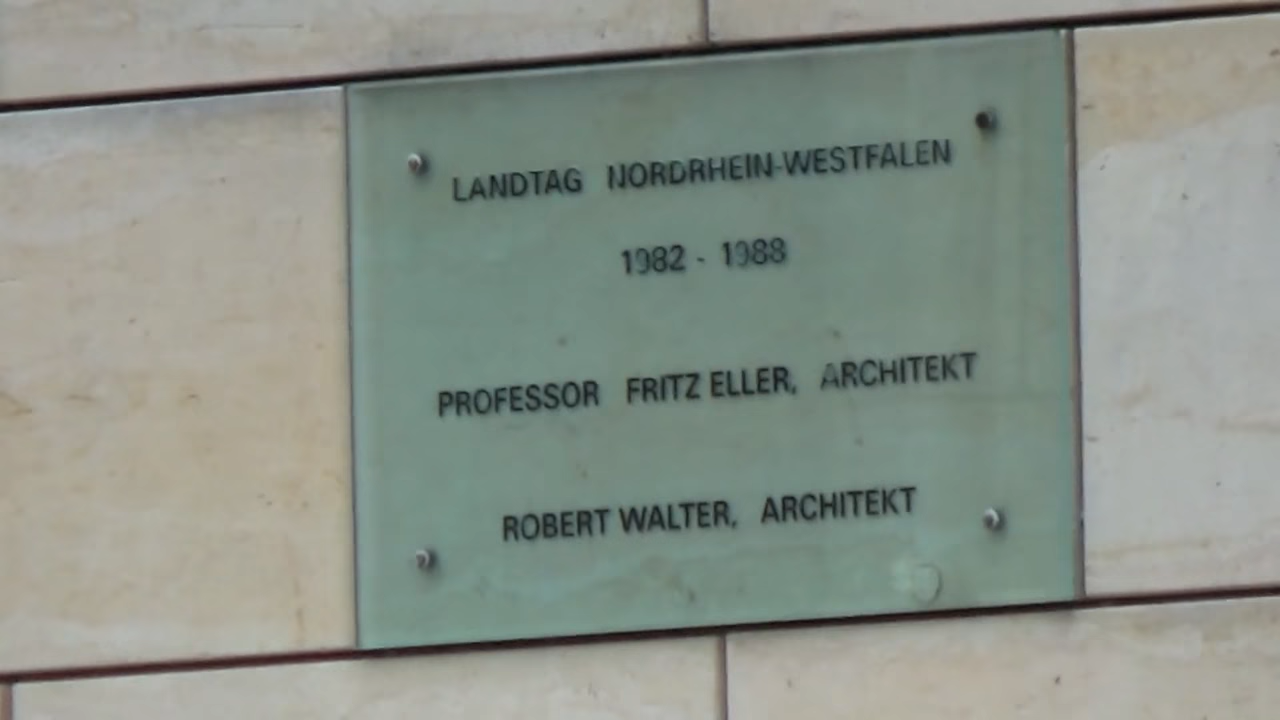 LANDTAG NORDRHEIN-WESTFALEN
1982 - 1988
PROFESSOR FRITZ ELLER, ARCHITEKT
ROBERT WALTER, ARCHITEKT